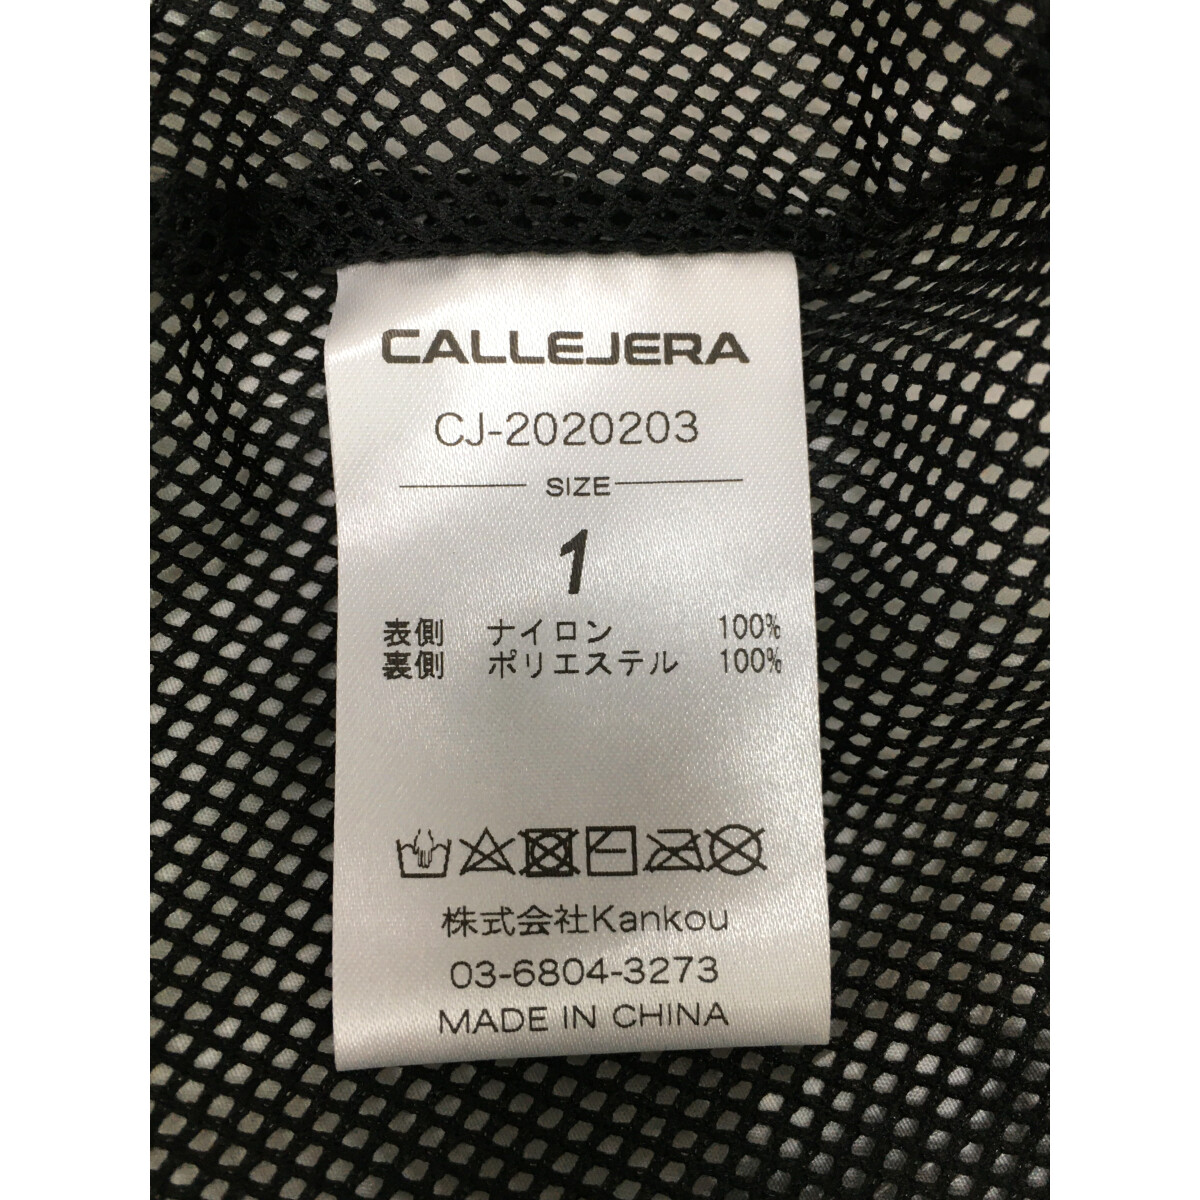 CALLEJERA
CJ-2020203
SIZE
1
表側 ナイロン 100%
裏側 ポリエステル 100%
株式会社Kankou
03-6804-3273
MADE IN CHINA